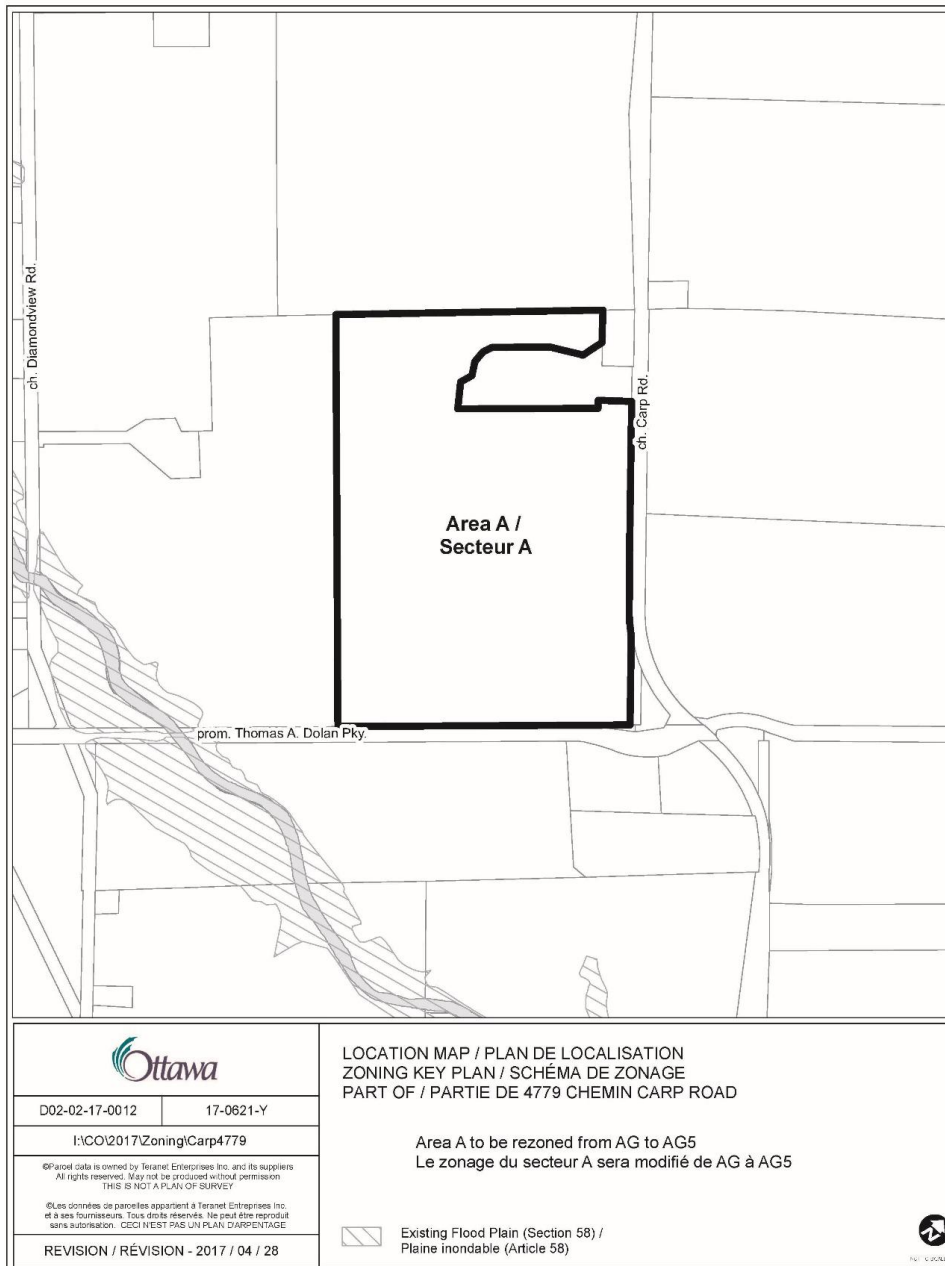 ch. Diamondview Rd.
ch. Carp Rd.
Area A /
Secteur A
prom. Thomas A. Dolan Pky.
Ottawa
D02-02-17-0012
17-0621-Y
I:\CO\2017\Zoning\Carp4779
©Parcel data is owned by Teranet Enterprises Inc. and its suppliers
All rights reserved. May not be produced without permission
THIS IS NOT A PLAN OF SURVEY
©Les données de parcelles appartient à Teranet Entreprises Inc.
et à ses fournisseurs. Tous droits réservés. Ne peut être reproduit
sans autorisation. CECI N'EST PAS UN PLAN D'ARPENTAGE
REVISION / RÉVISION - 2017 / 04 / 28
LOCATION MAP / PLAN DE LOCALISATION
ZONING KEY PLAN / SCHÉMA DE ZONAGE
PART OF / PARTIE DE 4779 CHEMIN CARP ROAD
Area A to be rezoned from AG to AG5
Le zonage du secteur A sera modifié de AG à AG5
Existing Flood Plain (Section 58) /
Plaine inondable (Article 58)